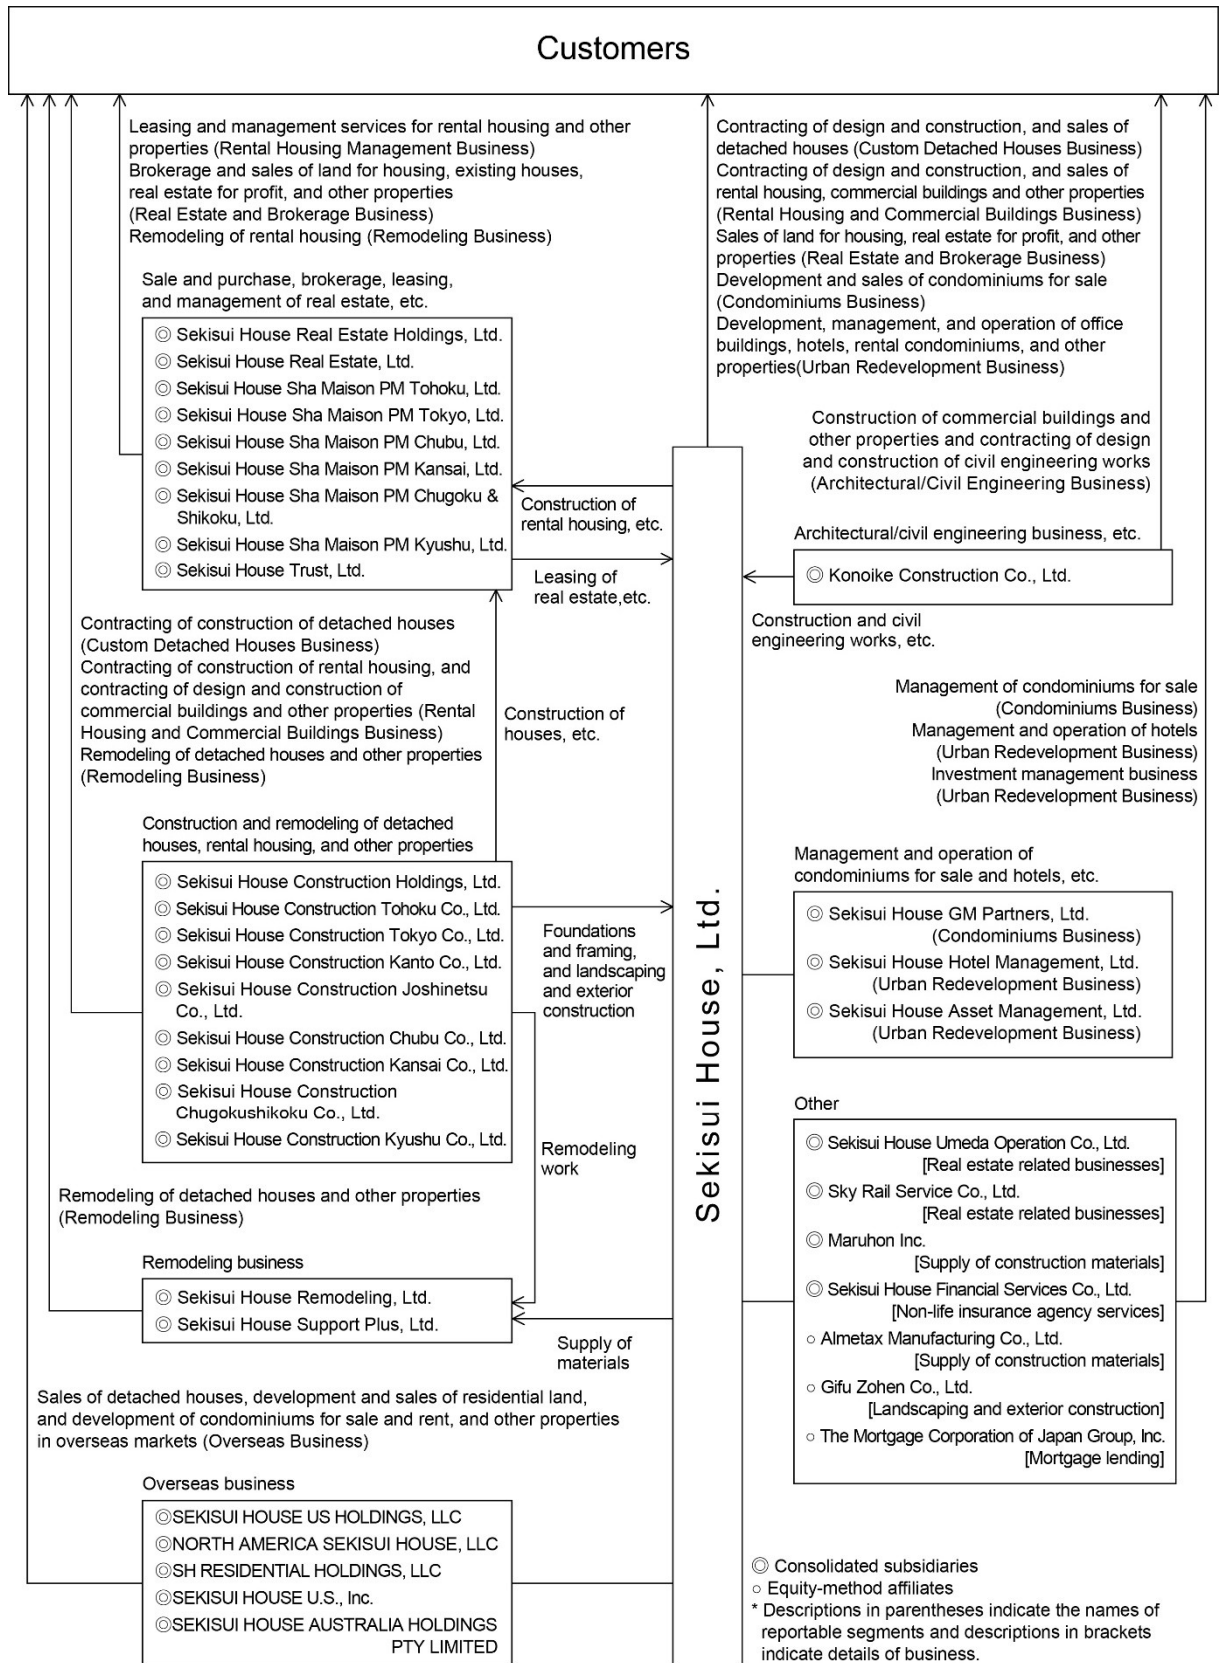 Customers
Leasing and management services for rental housing and other
properties (Rental Housing Management Business)
Brokerage and sales of land for housing, existing houses,
real estate for profit, and other properties
(Real Estate and Brokerage Business)
Remodeling of rental housing (Remodeling Business)
Sale and purchase, brokerage, leasing,
and management of real estate, etc.
◎ Sekisui House Real Estate Holdings, Ltd.
◎ Sekisui House Real Estate, Ltd.
◎ Sekisui House Sha Maison PM Tohoku, Ltd.
◎ Sekisui House Sha Maison PM Tokyo, Ltd.
◎ Sekisui House Sha Maison PM Chubu, Ltd.
◎ Sekisui House Sha Maison PM Kansai, Ltd.
◎ Sekisui House Sha Maison PM Chugoku &
Shikoku, Ltd.
◎ Sekisui House Sha Maison PM Kyushu, Ltd.
◎ Sekisui House Trust, Ltd.
Construction of
rental housing, etc.
Leasing of
real estate,etc.
Contracting of construction of detached houses
(Custom Detached Houses Business)
Contracting of construction of rental housing, and
contracting of design and construction of
commercial buildings and other properties (Rental
Housing and Commercial Buildings Business)
Remodeling of detached houses and other properties
(Remodeling Business)
Construction of
houses, etc.
Construction and remodeling of detached
houses, rental housing, and other properties
◎ Sekisui House Construction Holdings, Ltd.
◎ Sekisui House Construction Tohoku Co., Ltd.
◎ Sekisui House Construction Tokyo Co., Ltd.
◎ Sekisui House Construction Kanto Co., Ltd.
◎ Sekisui House Construction Joshinetsu
Co., Ltd.
◎ Sekisui House Construction Chubu Co., Ltd.
◎ Sekisui House Construction Kansai Co., Ltd.
◎ Sekisui House Construction
Chugokushikoku Co., Ltd.
◎ Sekisui House Construction Kyushu Co., Ltd.
Foundations
and framing,
and landscaping
and exterior
construction
Remodeling
work
Remodeling of detached houses and other properties
(Remodeling Business)
Remodeling business
◎ Sekisui House Remodeling, Ltd.
◎ Sekisui House Support Plus, Ltd.
Supply of
materials
Sales of detached houses, development and sales of residential land,
and development of condominiums for sale and rent, and other properties
in overseas markets (Overseas Business)
Overseas business
◎SEKISUI HOUSE US HOLDINGS, LLC
◎NORTH AMERICA SEKISUI HOUSE, LLC
◎SH RESIDENTIAL HOLDINGS, LLC
◎SEKISUI HOUSE U.S., Inc.
◎SEKISUI HOUSE AUSTRALIA HOLDINGS
PTY LIMITED
Sekisui House, Ltd.
Contracting of design and construction, and sales of
detached houses (Custom Detached Houses Business)
Contracting of design and construction, and sales of
rental housing, commercial buildings and other properties
(Rental Housing and Commercial Buildings Business)
Sales of land for housing, real estate for profit, and other
properties (Real Estate and Brokerage Business)
Development and sales of condominiums for sale
(Condominiums Business)
Development, management, and operation of office
buildings, hotels, rental condominiums, and other
properties(Urban Redevelopment Business)
Construction of commercial buildings and
other properties and contracting of design
and construction of civil engineering works
(Architectural/Civil Engineering Business)
Architectural/civil engineering business, etc.
◎ Konoike Construction Co., Ltd.
Construction and civil
engineering works, etc.
Management of condominiums for sale
(Condominiums Business)
Management and operation of hotels
(Urban Redevelopment Business)
Investment management business
(Urban Redevelopment Business)
Management and operation of
condominiums for sale and hotels, etc.
◎ Sekisui House GM Partners, Ltd.
(Condominiums Business)
◎ Sekisui House Hotel Management, Ltd.
(Urban Redevelopment Business)
◎ Sekisui House Asset Management, Ltd.
(Urban Redevelopment Business)
Other
◎ Sekisui House Umeda Operation Co., Ltd.
[Real estate related businesses]
◎ Sky Rail Service Co., Ltd.
[Real estate related businesses]
◎ Maruhon Inc.
[Supply of construction materials]
◎ Sekisui House Financial Services Co., Ltd.
[Non-life insurance agency services]
○ Almetax Manufacturing Co., Ltd.
[Supply of construction materials]
○ Gifu Zohen Co., Ltd.
[Landscaping and exterior construction]
○ The Mortgage Corporation of Japan Group, Inc.
[Mortgage lending]
◎ Consolidated subsidiaries
○ Equity-method affiliates
* Descriptions in parentheses indicate the names of
reportable segments and descriptions in brackets
indicate details of business.